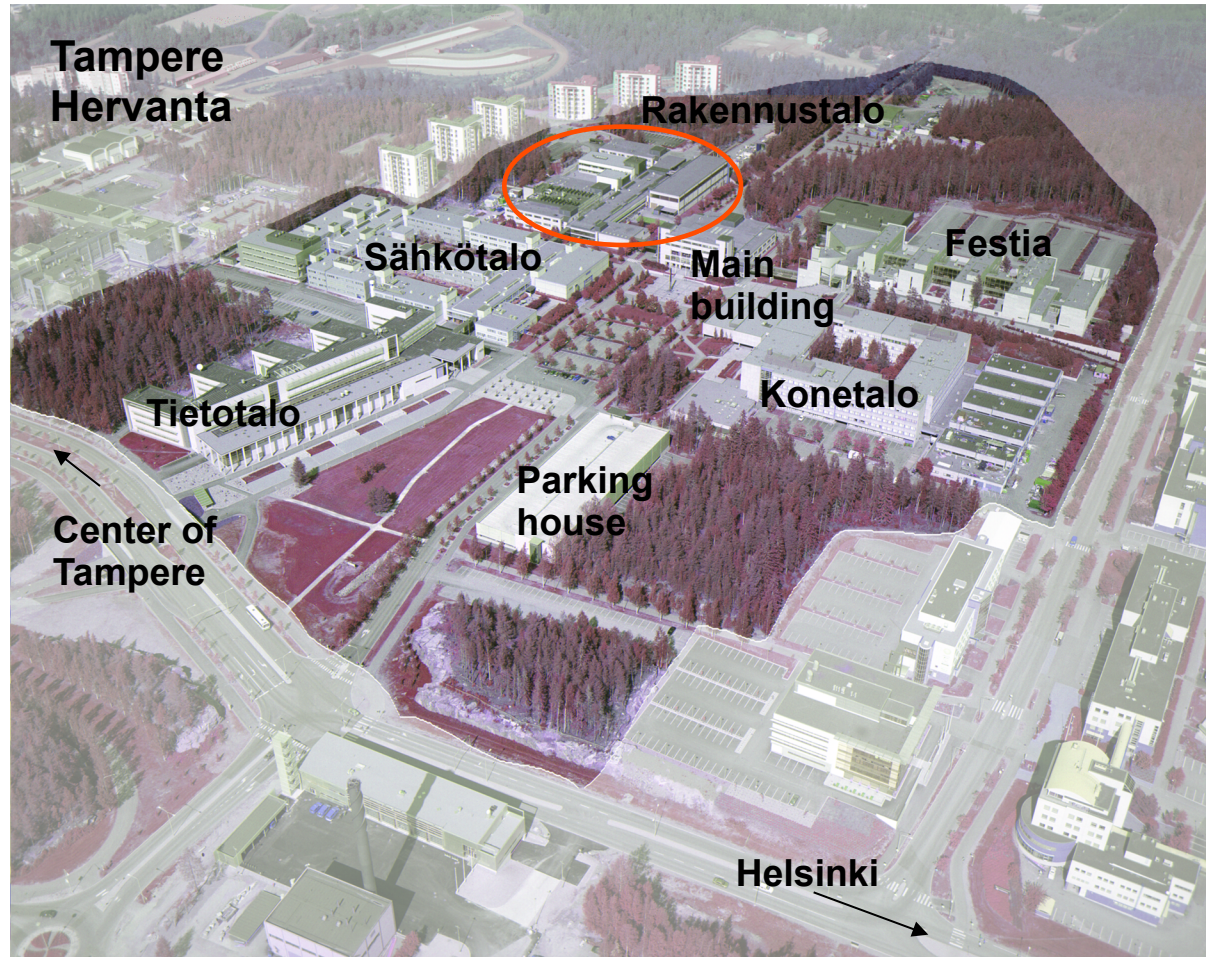 Tampere
Hervanta
Rakennustalo
Sähkötalo
Main
building
Festia
Tietotalo
Konetalo
Parking
house
Center of
Tampere
Helsinki